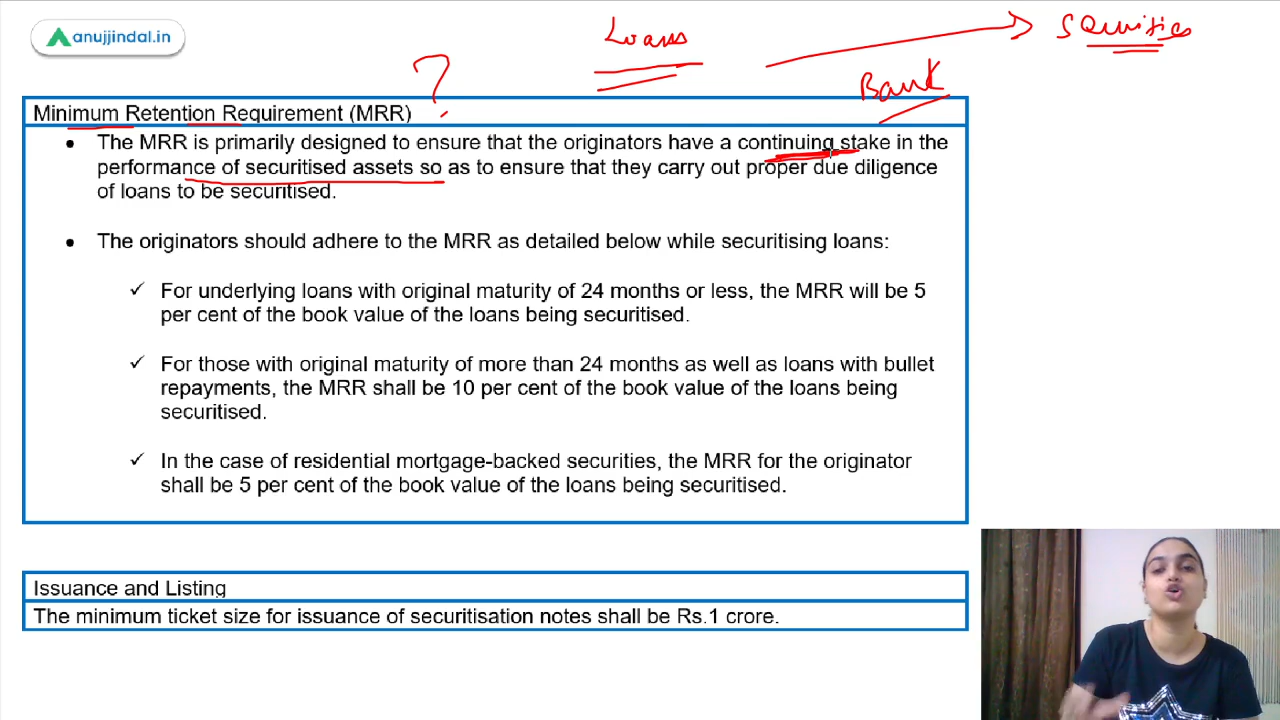 anujjindal.in
Loans
Securities
Bank
?
Minimum Retention Requirement (MRR)
• The MRR is primarily designed to ensure that the originators have a continuing stake in the
performance of securitised assets so as to ensure that they carry out proper due diligence
of loans to be securitised.
• The originators should adhere to the MRR as detailed below while securitising loans:
✓ For underlying loans with original maturity of 24 months or less, the MRR will be 5
per cent of the book value of the loans being securitised.
✓ For those with original maturity of more than 24 months as well as loans with bullet
repayments, the MRR shall be 10 per cent of the book value of the loans being
securitised.
✓ In the case of residential mortgage-backed securities, the MRR for the originator
shall be 5 per cent of the book value of the loans being securitised.
Issuance and Listing
The minimum ticket size for issuance of securitisation notes shall be Rs.1 crore.